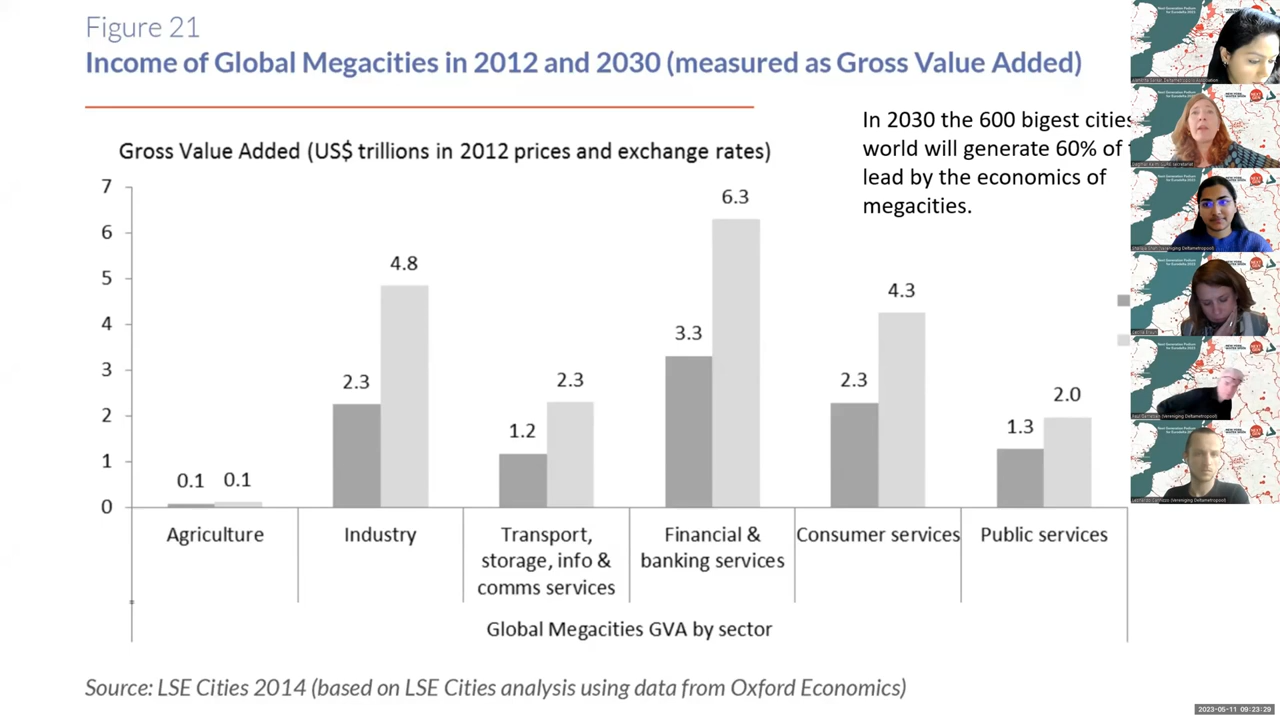 Figure 21
Income of Global Megacities in 2012 and 2030 (measured as Gross Value Added)
In 2030 the 600 bigest cities
world will generate 60% of
lead by the economics of
megacities.
Gross Value Added (US$ trillions in 2012 prices and exchange rates)
7
6
5
4
3
2
1
0
0.1
0.1
2.3
4.8
1.2
2.3
3.3
6.3
2.3
4.3
1.3
2.0
Agriculture
Industry
Transport,
storage, info &
comms services
Financial &
banking services
Consumer services
Public services
Global Megacities GVA by sector
Source: LSE Cities 2014 (based on LSE Cities analysis using data from Oxford Economics)
2023-05-11 09:23:29